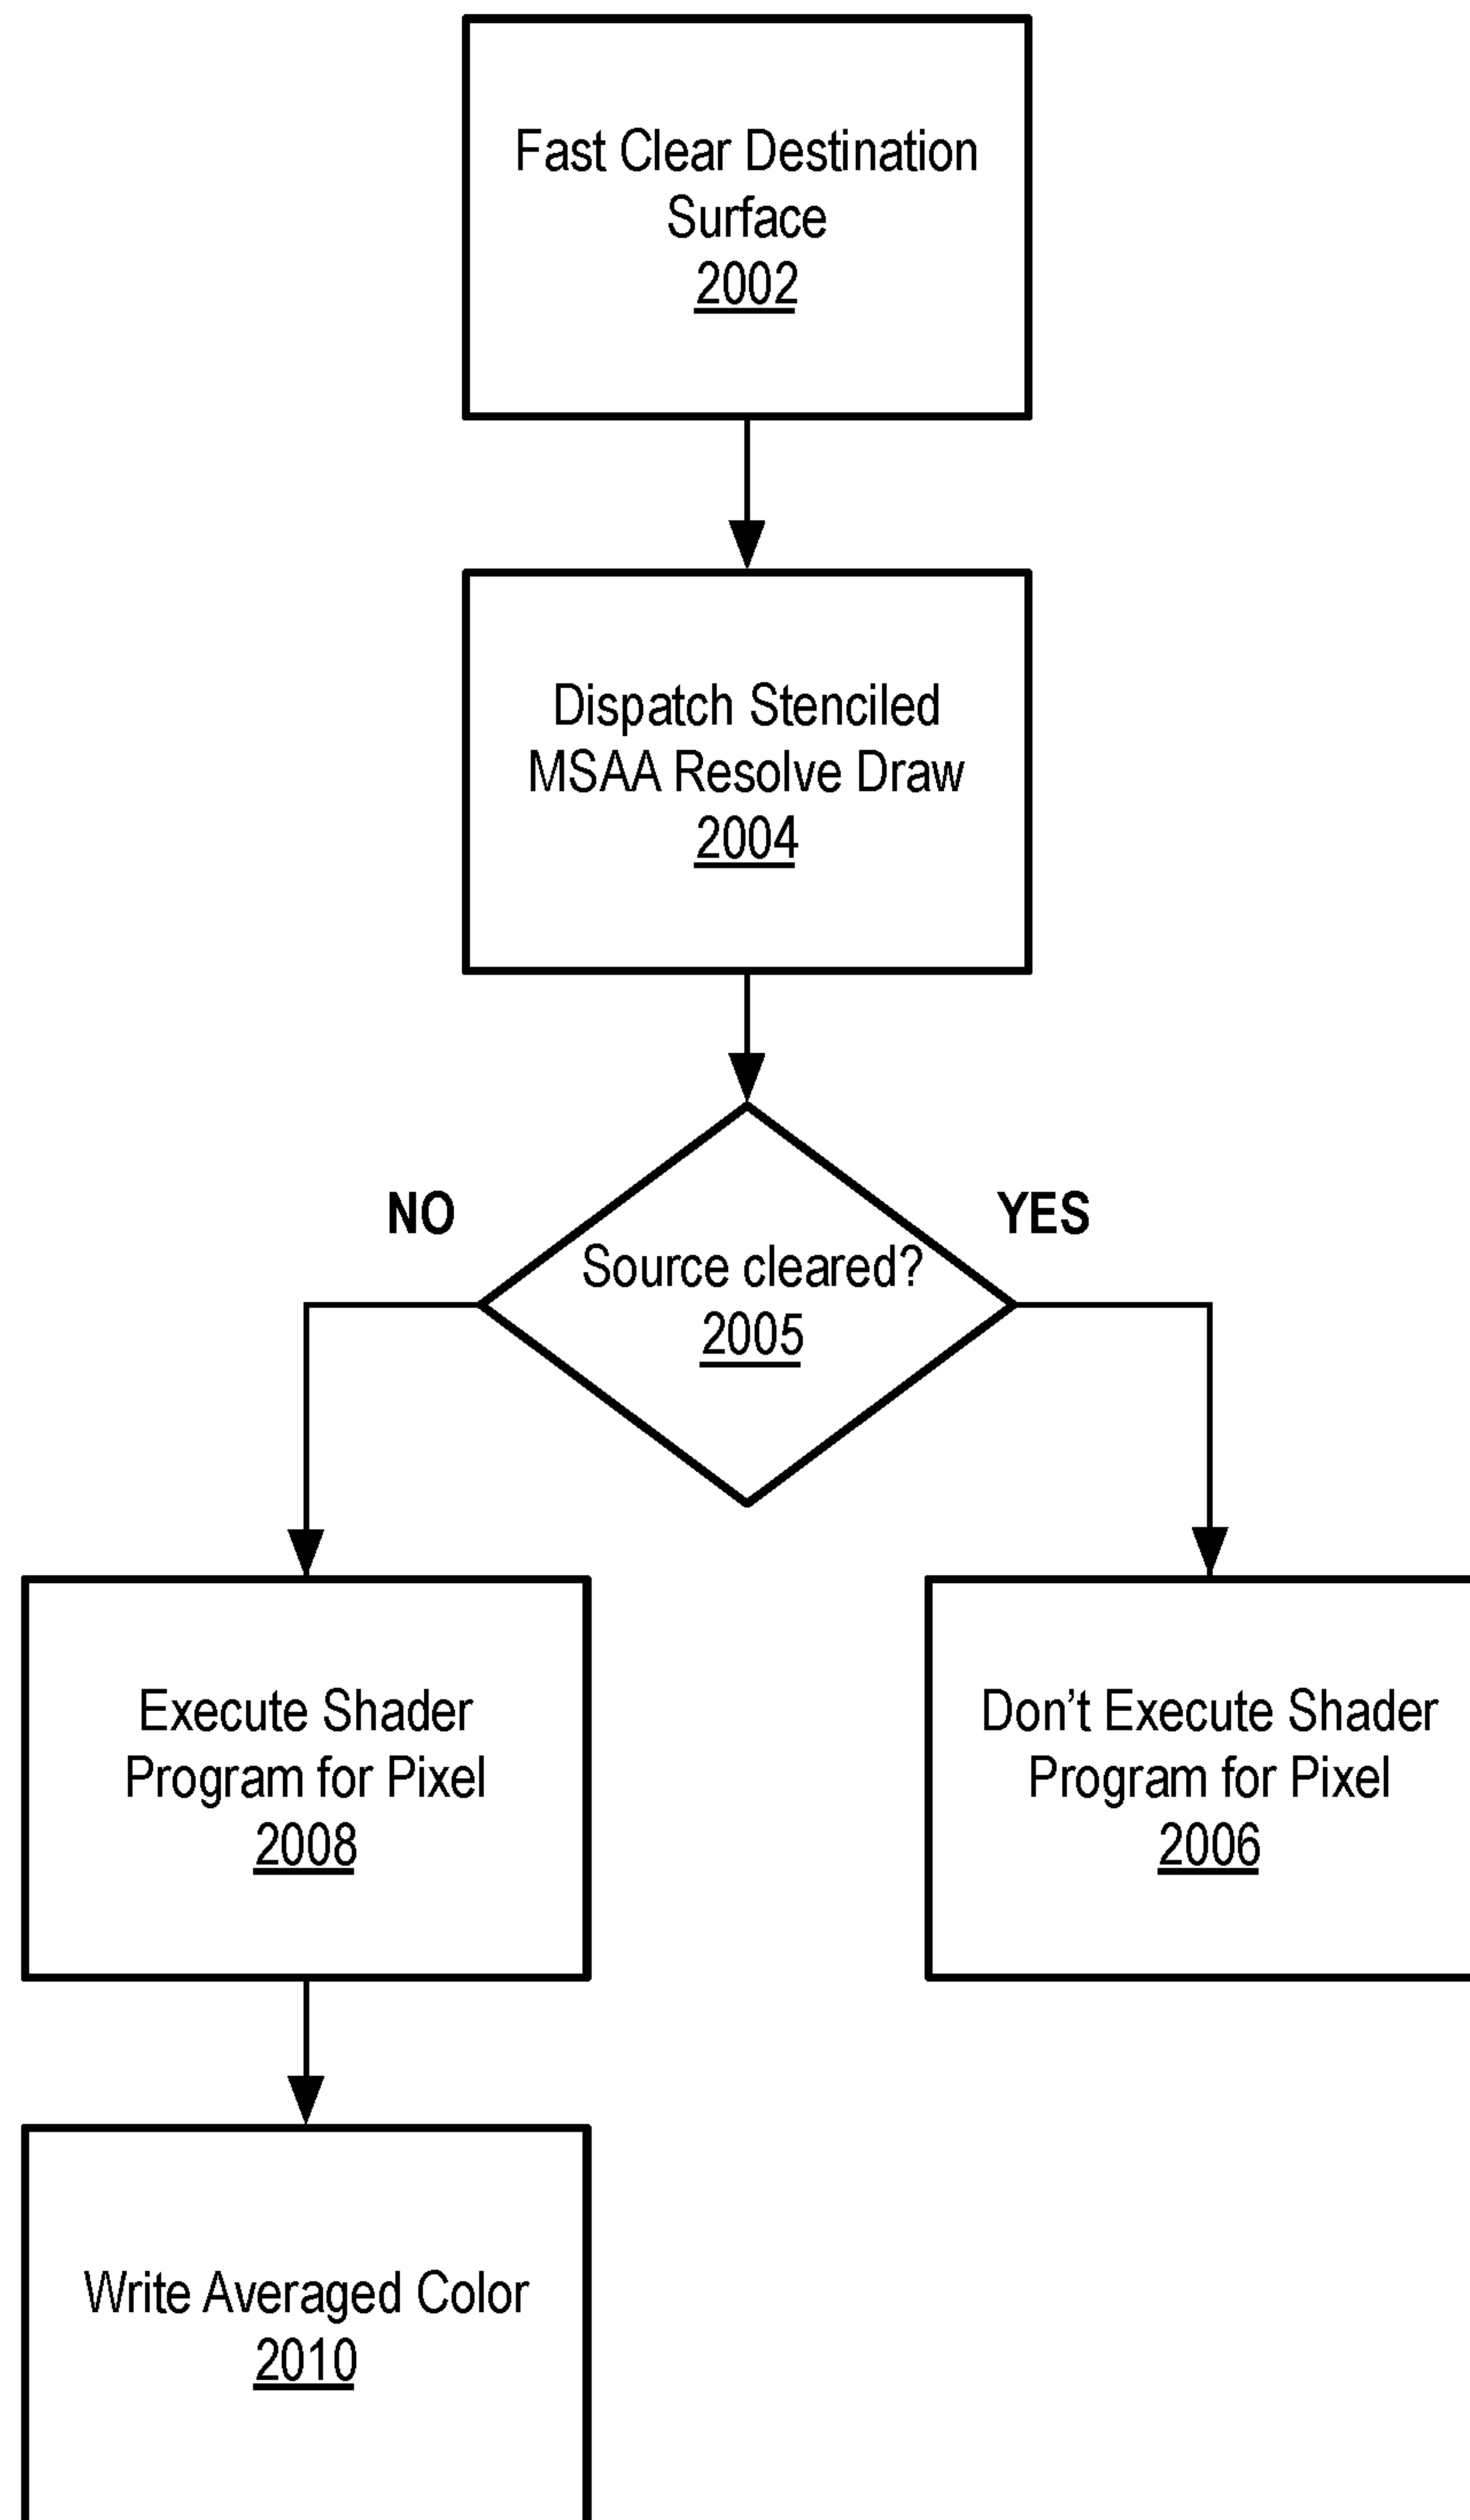 Fast Clear Destination
Surface
2002
Dispatch Stenciled
MSAA Resolve Draw
2004
NO
YES
Source cleared?
2005
Execute Shader
Program for Pixel
2008
Don't Execute Shader
Program for Pixel
2006
Write Averaged Color
2010